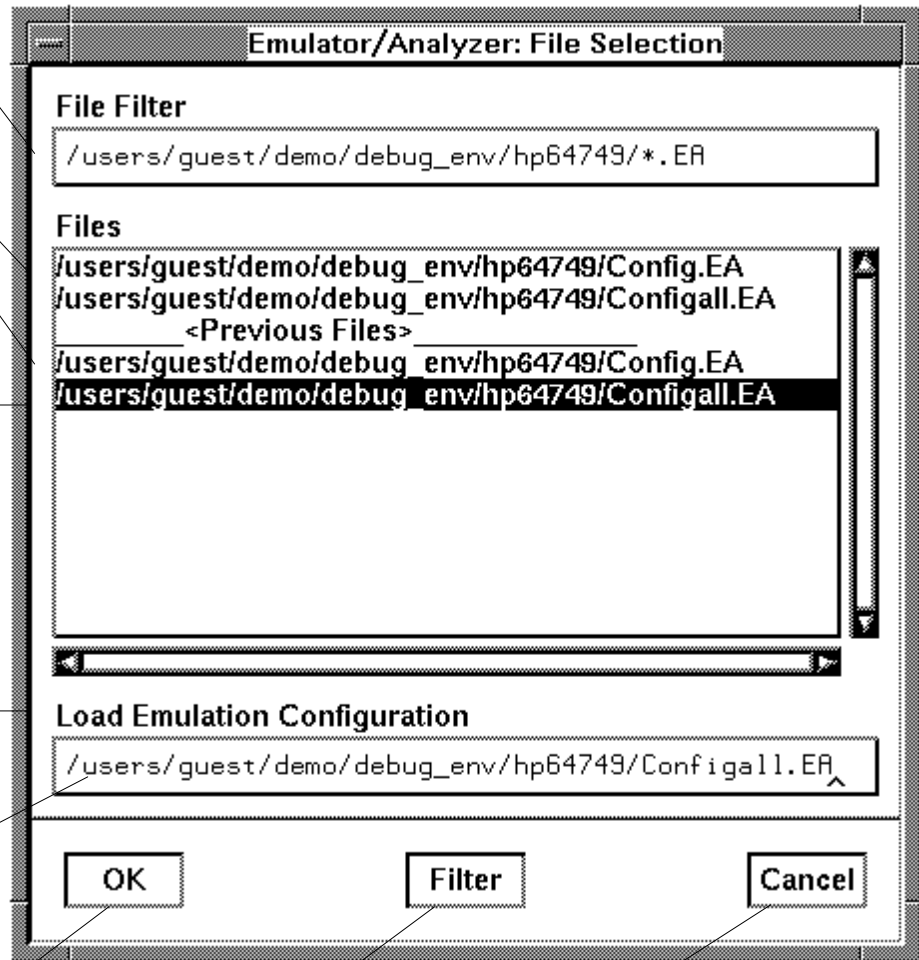 Emulator/Analyzer: File Selection
File Filter
/users/guest/demo/debug_env/hp64749/*.EA
Files
/users/guest/demo/debug_env/hp64749/Config.EA
/users/guest/demo/debug_env/hp64749/Configall.EA
_________<Previous Files>________________
/users/guest/demo/debug_env/hp64749/Config.EA
/users/guest/demo/debug_env/hp64749/Configall.EA
Load Emulation Configuration
/users/guest/demo/debug_env/hp64749/Configall.EA
OK Filter Cancel